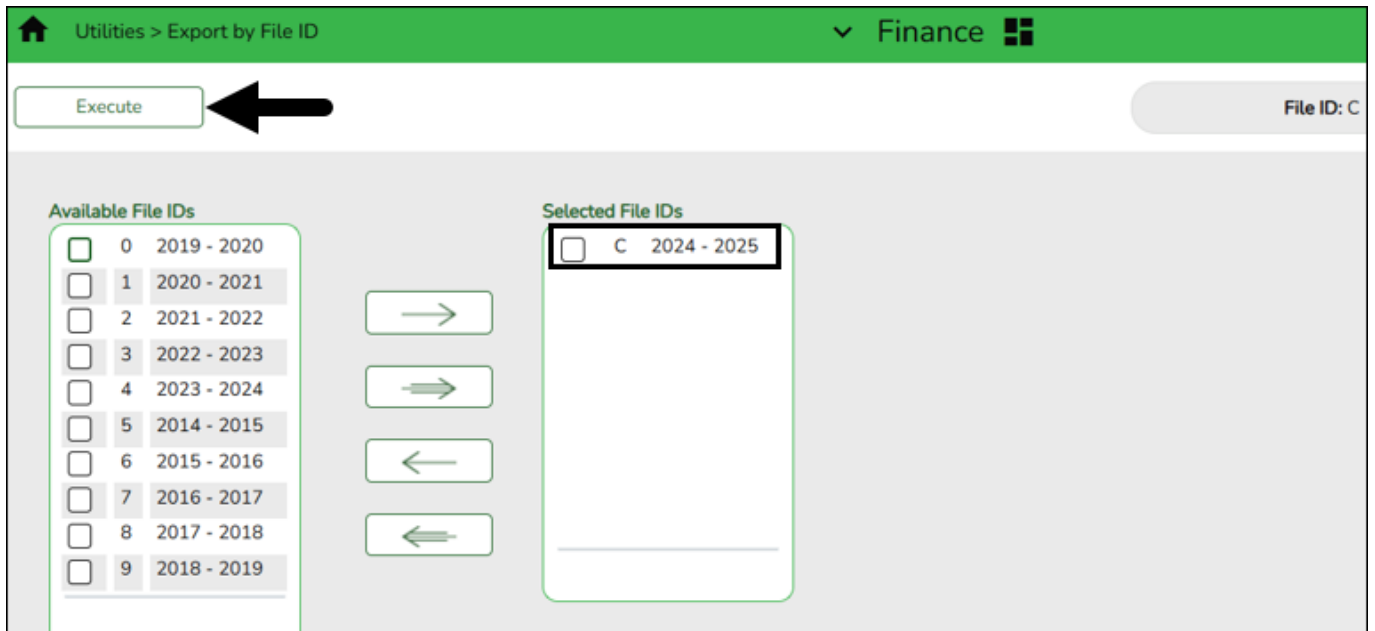 Utilities > Export by File ID
Finance
Execute
File ID: C
Available File IDs
0 2019 - 2020
1 2020 - 2021
2 2021 - 2022
3 2022 - 2023
4 2023 - 2024
5 2014 - 2015
6 2015 - 2016
7 2016 - 2017
8 2017 - 2018
9 2018 - 2019
Selected File IDs
C 2024 - 2025